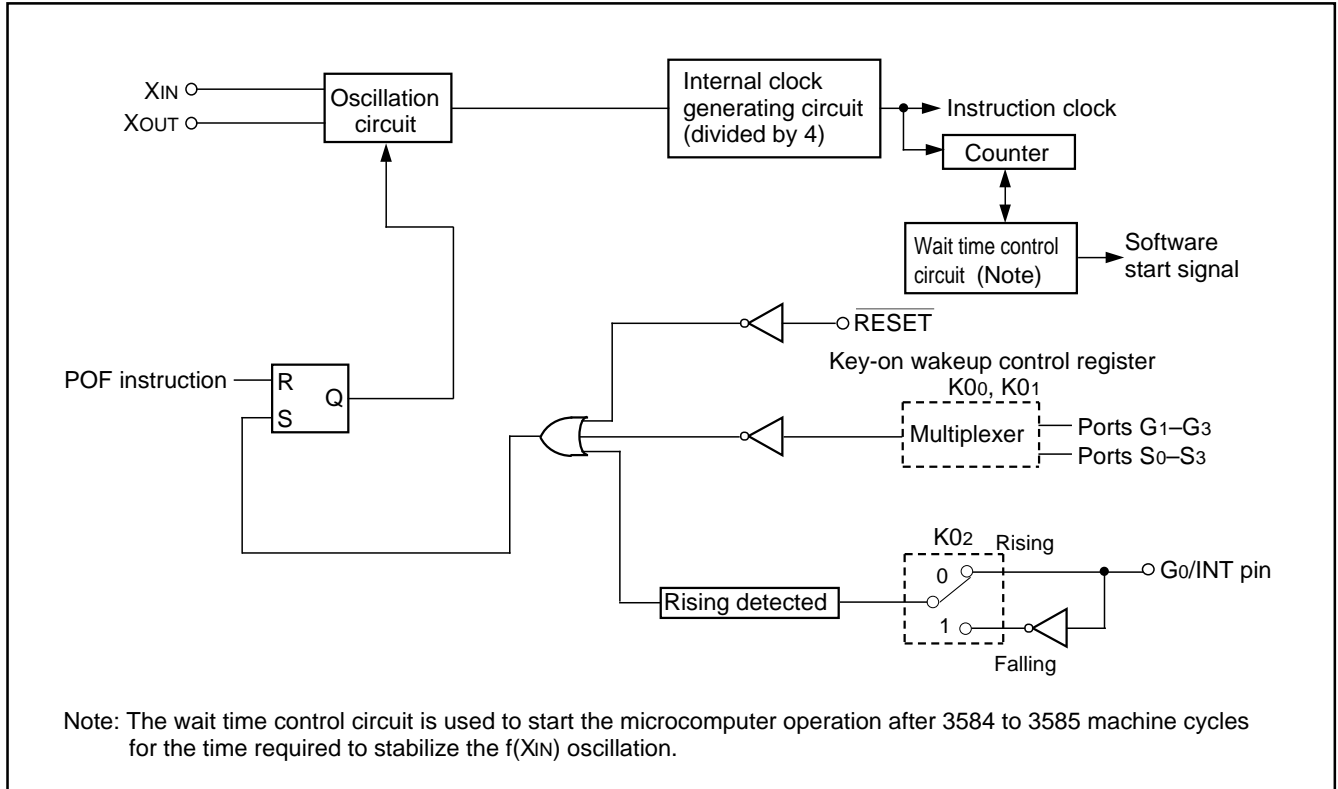 XIN
XOUT
Oscillation
circuit
Internal clock
generating circuit
(divided by 4)
Instruction clock
Counter
Wait time control
circuit (Note)
Software
start signal
RESET
Key-on wakeup control register
K00, K01
POF instruction
R
S
Q
Multiplexer
Ports G1–G3
Ports S0–S3
K02
Rising
0
G0/INT pin
Rising detected
1
Falling
Note: The wait time control circuit is used to start the microcomputer operation after 3584 to 3585 machine cycles
for the time required to stabilize the f(XIN) oscillation.